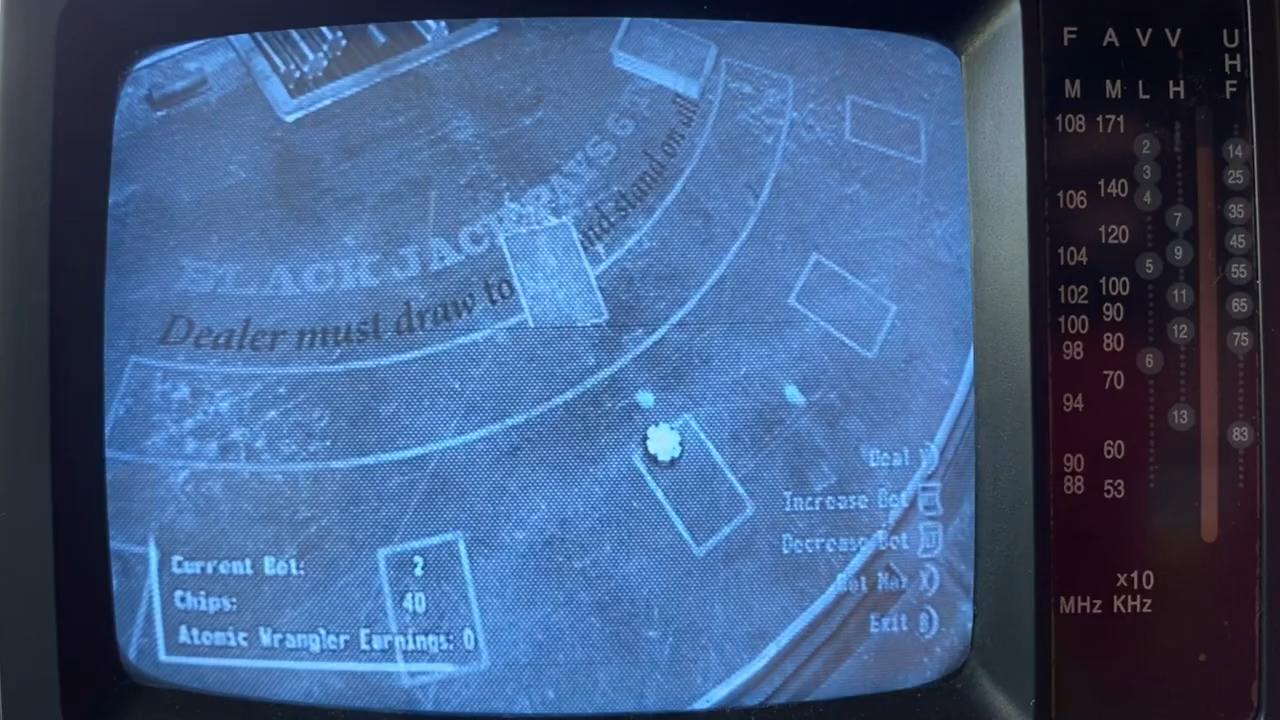 BLACK JACK PAYS 6
Dealer must draw to
and stand on all
Deal
Increase Bet
Decrease Bet
Bet Max X)
Exit B)
Current Bet: 2
Chips: 40
Atomic Wrangler Earnings: 0
F A V V U
H
M M L H F
108 171
2 14
3 25
106 140 4
7 35
120
104 9 45
5 55
102 100 11
90 65
100 12
98 80 75
6
70
94 13
83
60
90
88 53
x10
MHz KHz